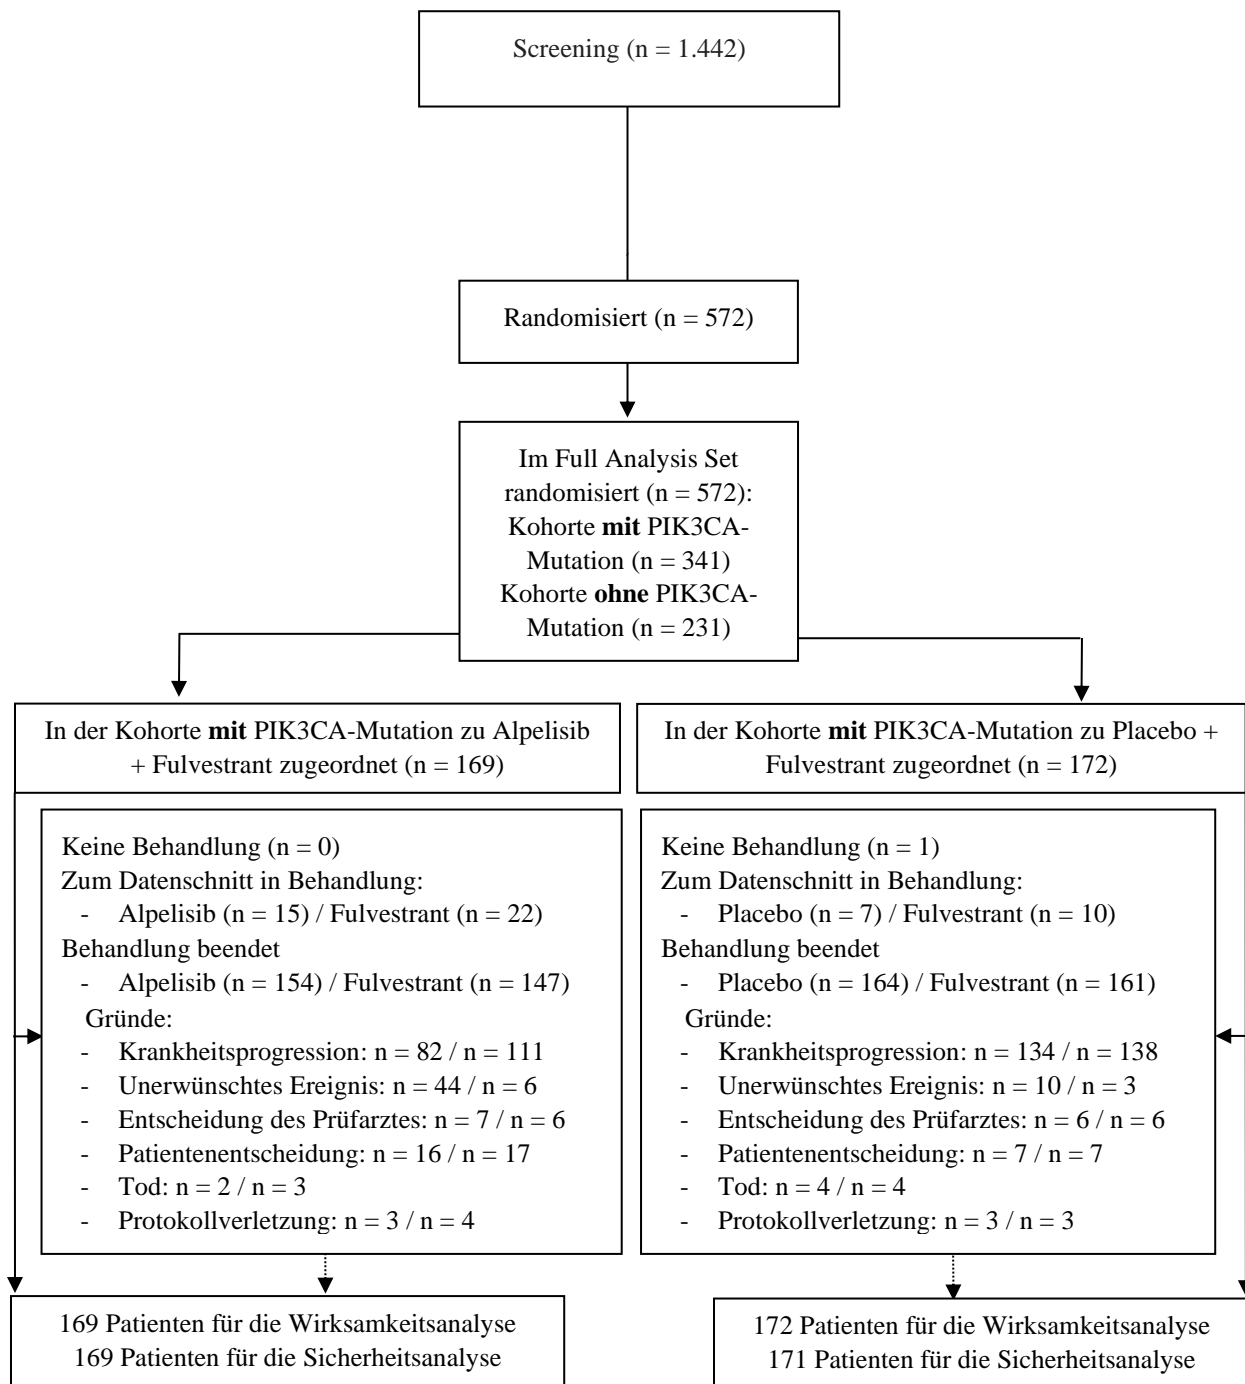 Screening (n = 1.442)
Randomisiert (n = 572)
Im Full Analysis Set
randomisiert (n = 572):
Kohorte mit PIK3CA-
Mutation (n = 341)
Kohorte ohne PIK3CA-
Mutation (n = 231)
In der Kohorte mit PIK3CA-Mutation zu Alpelisib
+ Fulvestrant zugeordnet (n = 169)
In der Kohorte mit PIK3CA-Mutation zu Placebo +
Fulvestrant zugeordnet (n = 172)
Keine Behandlung (n = 0)
Zum Datenschnitt in Behandlung:
- Alpelisib (n = 15) / Fulvestrant (n = 22)
Behandlung beendet
- Alpelisib (n = 154) / Fulvestrant (n = 147)
Gründe:
- Krankheitsprogression: n = 82 / n = 111
- Unerwünschtes Ereignis: n = 44 / n = 6
- Entscheidung des Prüfarztes: n = 7 / n = 6
- Patientenentscheidung: n = 16 / n = 17
- Tod: n = 2 / n = 3
- Protokollverletzung: n = 3 / n = 4
Keine Behandlung (n = 1)
Zum Datenschnitt in Behandlung:
- Placebo (n = 7) / Fulvestrant (n = 10)
Behandlung beendet
- Placebo (n = 164) / Fulvestrant (n = 161)
Gründe:
- Krankheitsprogression: n = 134 / n = 138
- Unerwünschtes Ereignis: n = 10 / n = 3
- Entscheidung des Prüfarztes: n = 6 / n = 6
- Patientenentscheidung: n = 7 / n = 7
- Tod: n = 4 / n = 4
- Protokollverletzung: n = 3 / n = 3
169 Patienten für die Wirksamkeitsanalyse
169 Patienten für die Sicherheitsanalyse
172 Patienten für die Wirksamkeitsanalyse
171 Patienten für die Sicherheitsanalyse